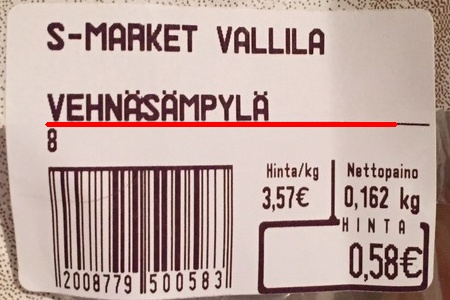 S-MARKET VALLILA
VEHNÄSÄMPYLÄ
8
Hinta/kg Nettopaino
3,57€ 0,162 kg
HINTA
0,58€
2008779 500583